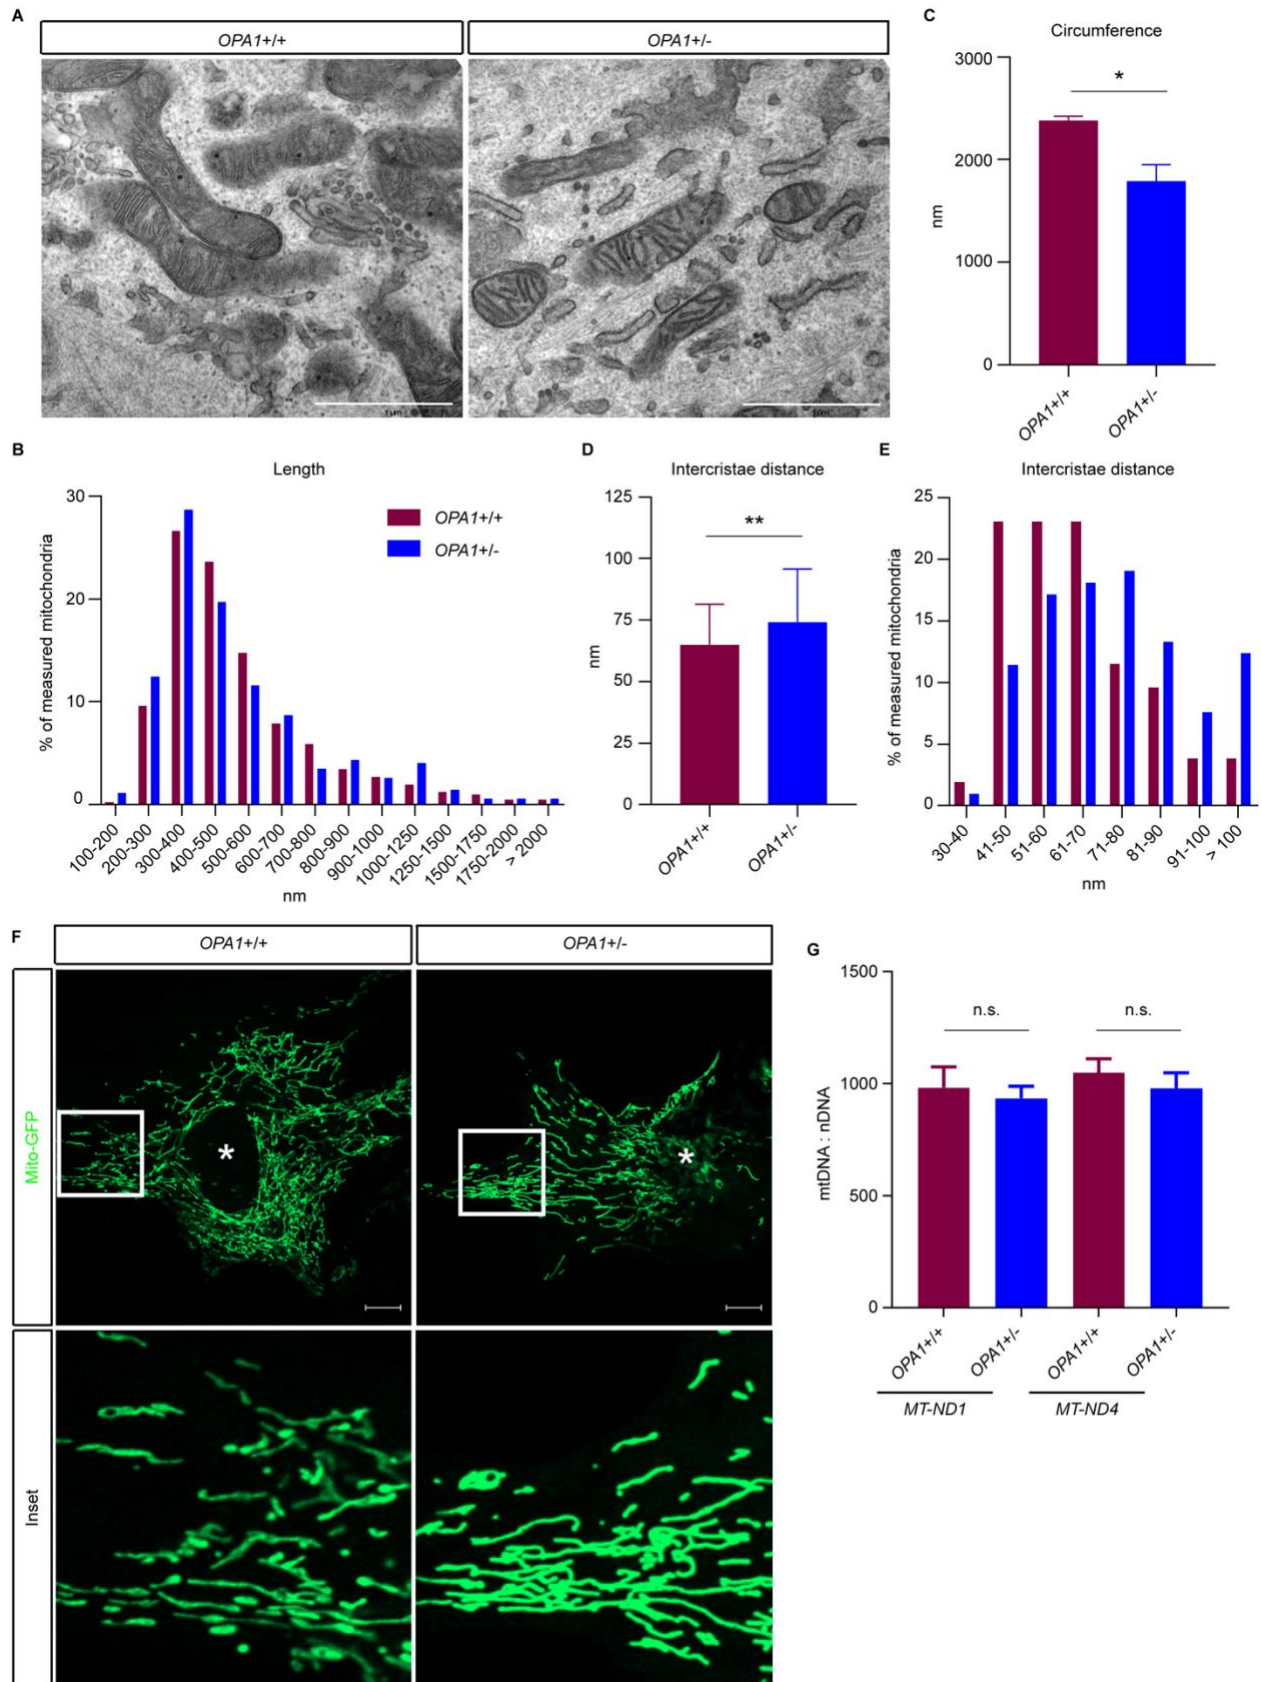 A
OPA1+/+
OPA1+/-
C
Circumference
3000
2000
1000
0
nm
*
OPA1+/+
OPA1+/-
B
Length
30
20
10
0
% of measured mitochondria
OPA1+/+
OPA1+/-
100-200
200-300
300-400
400-500
500-600
600-700
700-800
800-900
900-1000
1000-1250
1250-1500
1500-1750
1750-2000
> 2000
nm
D
Intercristae distance
125
100
75
50
25
0
nm
**
OPA1+/+
OPA1+/-
E
Intercristae distance
25
20
15
10
5
0
% of measured mitochondria
30-40
41-50
51-60
61-70
71-80
81-90
91-100
> 100
nm
F
OPA1+/+
OPA1+/-
Mito-GFP
*
*
Inset
G
1500
1000
500
0
mtDNA : nDNA
n.s.
n.s.
OPA1+/+
OPA1+/-
OPA1+/+
OPA1+/-
MT-ND1
MT-ND4